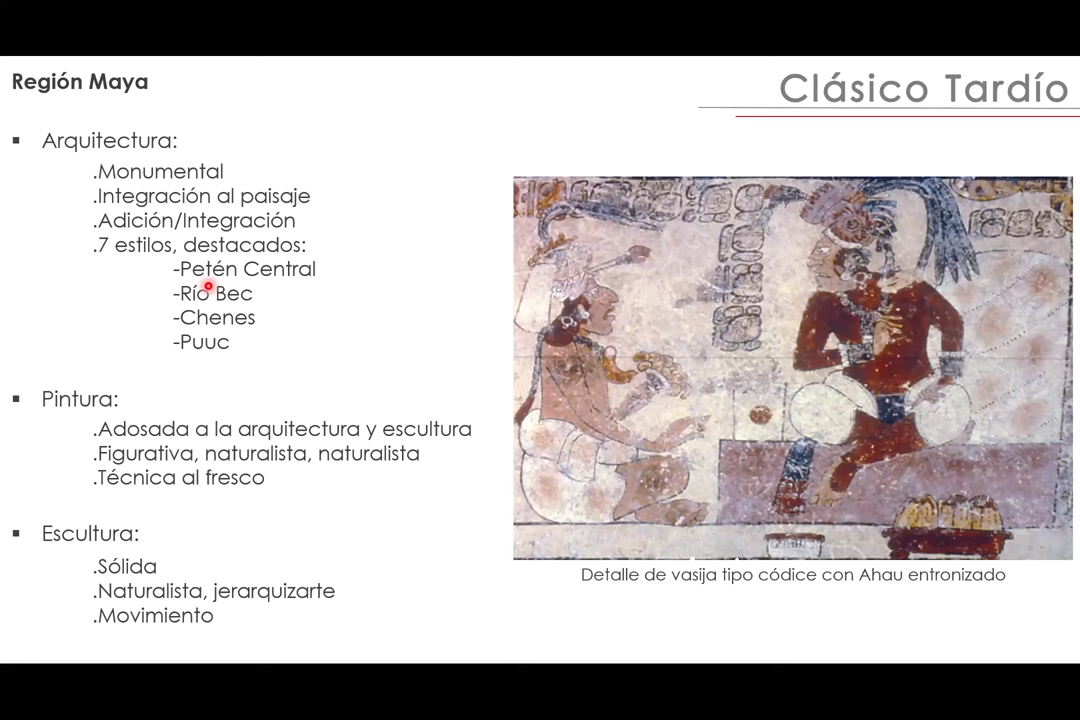 Región Maya
Clásico Tardío
▪ Arquitectura:
.Monumental
.Integración al paisaje
.Adición/Integración
.7 estilos, destacados:
-Petén Central
-Río Bec
-Chenes
-Puuc
▪ Pintura:
.Adosada a la arquitectura y escultura
.Figurativa, naturalista, naturalista
.Técnica al fresco
▪ Escultura:
.Sólida
.Naturalista, jerarquizarte
.Movimiento
Detalle de vasija tipo códice con Ahau entronizado